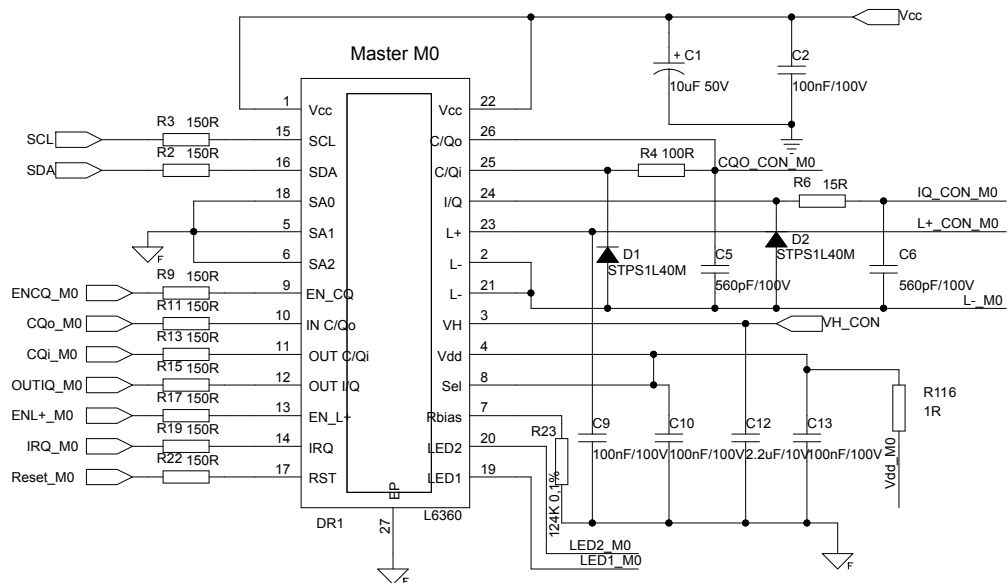 Vcc
Master M0
+ C1
10uF 50V
C2
100nF/100V
1 Vcc
Vcc 22
SCL
R3 150R
15 SCL
C/Qo 26
SDA
R2 150R
16 SDA
C/Qi 25
R4 100R
CQO_CON_M0
18 SA0
I/Q 24
R6 15R
IQ_CON_M0
5 SA1
L+ 23
L+_CON_M0
F
6 SA2
L- 2
D1
STPS1L40M
C5
560pF/100V
D2
STPS1L40M
C6
560pF/100V
ENCQ_M0
R9 150R
9 EN_CQ
L- 21
L-_M0
CQo_M0
R11 150R
10 IN C/Qo
VH 3
VH_CON
CQi_M0
R13 150R
11 OUT C/Qi
Vdd 4
OUTIQ_M0
R15 150R
12 OUT I/Q
Sel 8
R116
1R
Vdd_M0
ENL+_M0
R17 150R
13 EN_L+
Rbias 7
R23
124K 0,1%
C9
100nF/100V
C10
100nF/100V
C12
2.2uF/10V
C13
100nF/100V
IRQ_M0
R19 150R
14 IRQ
LED2 20
Reset_M0
R22 150R
17 RST
LED1 19
EP
DR1
27
L6360
F
LED2_M0
LED1_M0
F